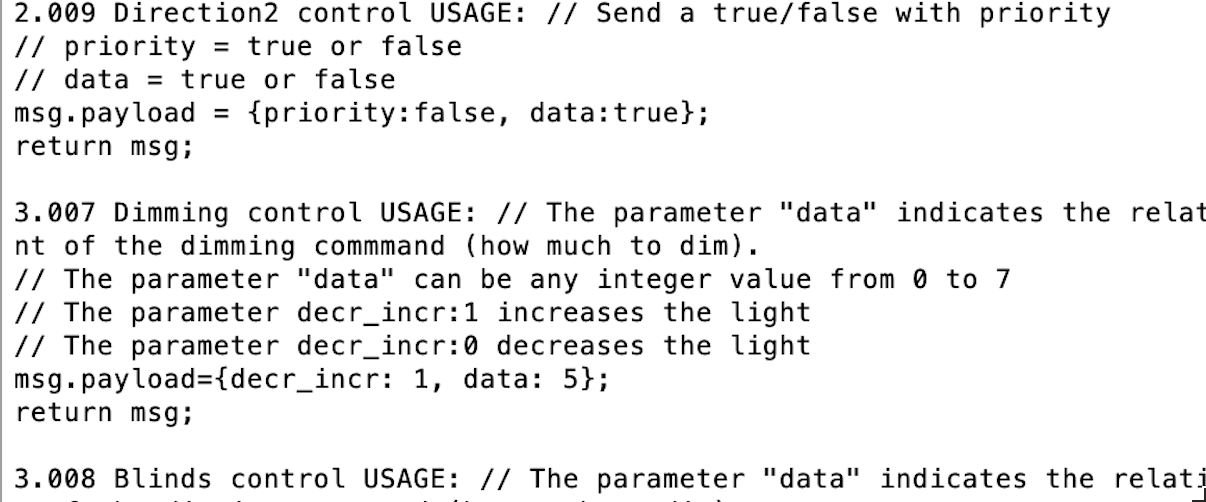 2.009 Direction2 control USAGE: // Send a true/false with priority
// priority = true or false
// data = true or false
msg.payload = {priority:false, data:true};
return msg;
3.007 Dimming control USAGE: // The parameter "data" indicates the relat
nt of the dimming commmand (how much to dim).
// The parameter "data" can be any integer value from 0 to 7
// The parameter decr_incr:1 increases the light
// The parameter decr_incr:0 decreases the light
msg.payload={decr_incr: 1, data: 5};
return msg;
3.008 Blinds control USAGE: // The parameter "data" indicates the relati